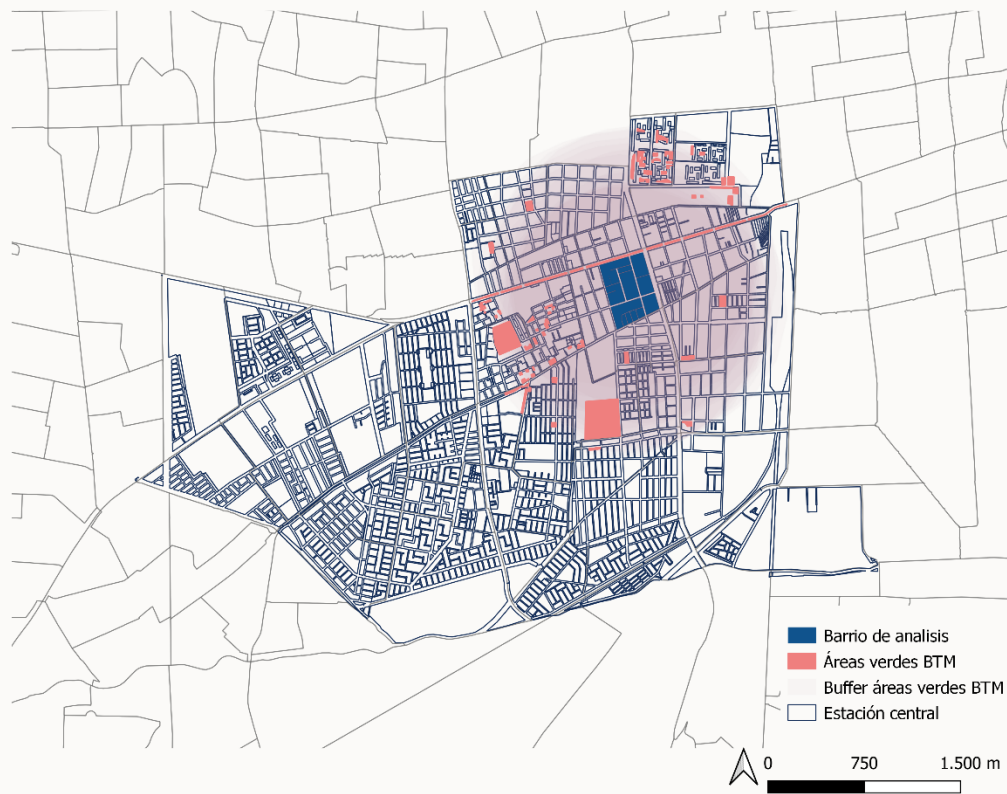 Barrio de analisis
Áreas verdes BTM
Buffer áreas verdes BTM
Estación central
0 750 1.500 m